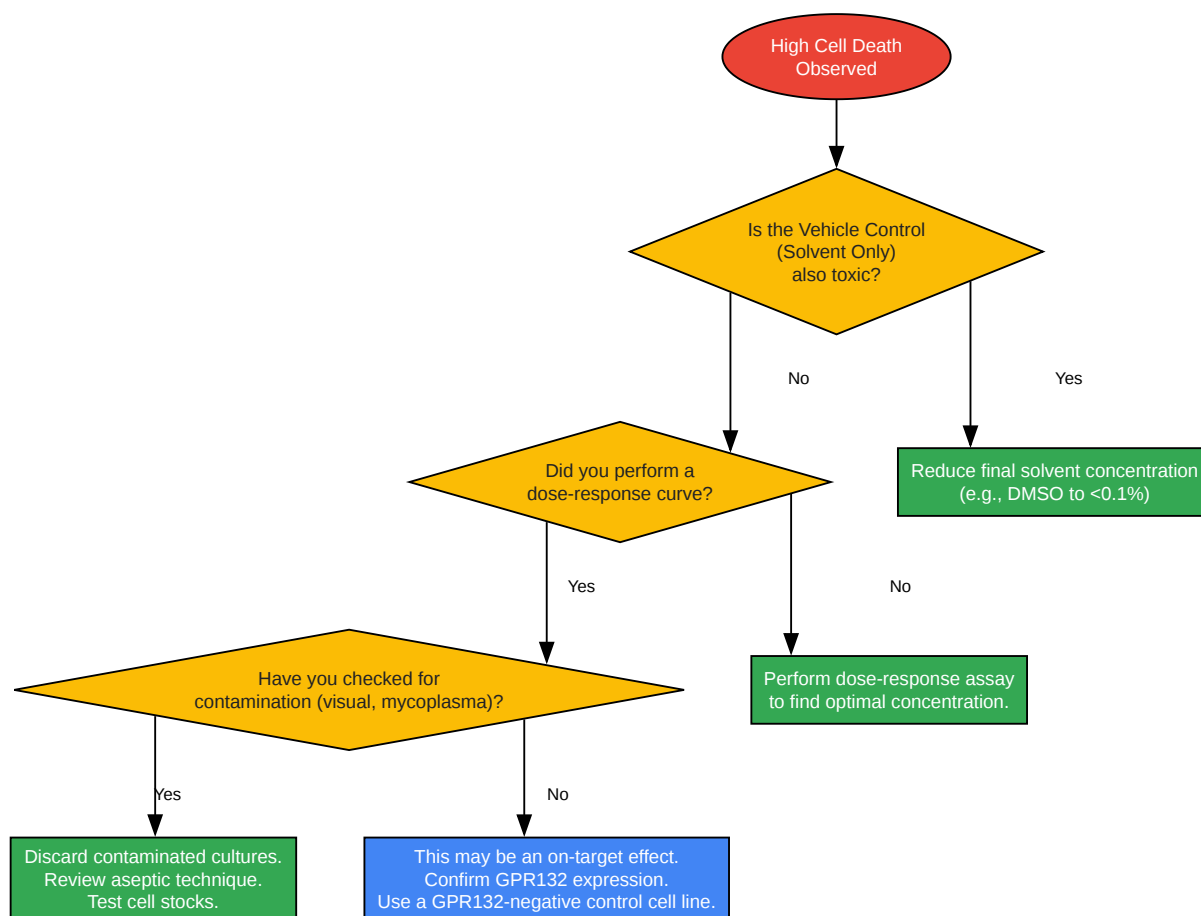 High Cell Death
Observed
Is the Vehicle Control
(Solvent Only)
also toxic?
No
Yes
Did you perform a
dose-response curve?
Reduce final solvent concentration
(e.g., DMSO to <0.1%)
Yes
No
Have you checked for
contamination (visual, mycoplasma)?
Perform dose-response assay
to find optimal concentration.
Yes
No
Discard contaminated cultures.
Review aseptic technique.
Test cell stocks.
This may be an on-target effect.
Confirm GPR132 expression.
Use a GPR132-negative control cell line.